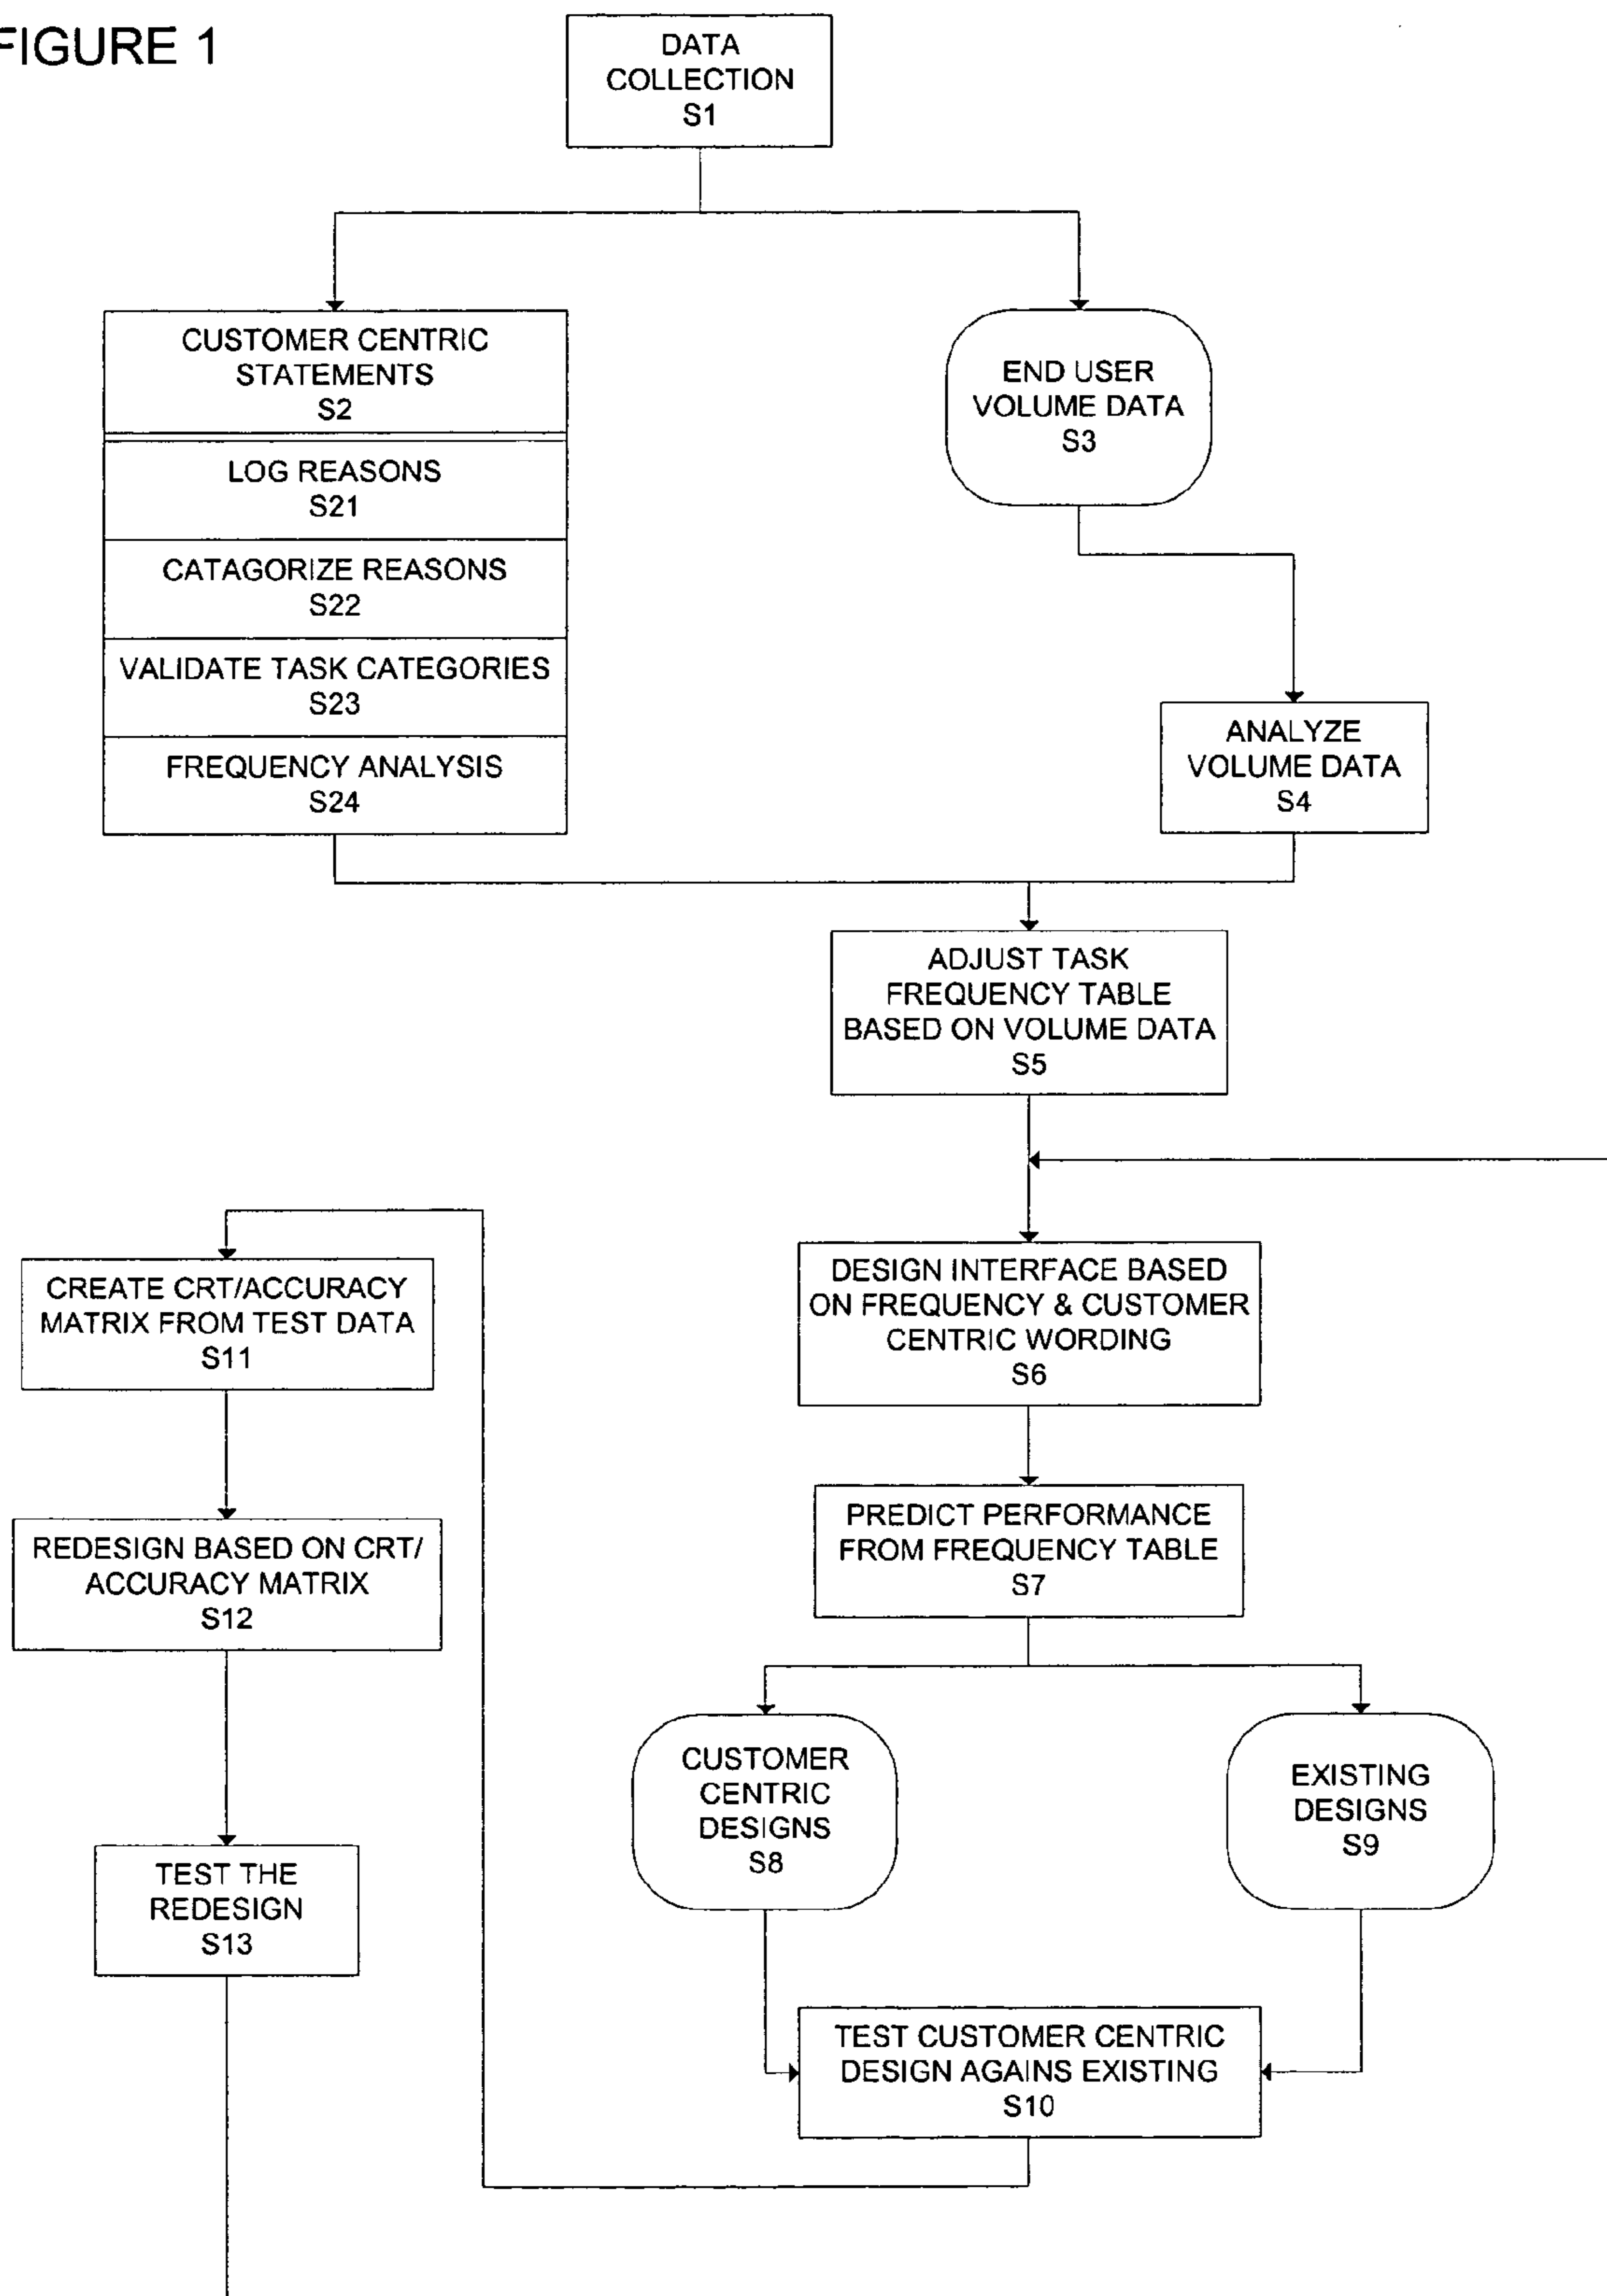 FIGURE 1
DATA
COLLECTION
S1
CUSTOMER CENTRIC
STATEMENTS
S2
LOG REASONS
S21
CATAGORIZE REASONS
S22
VALIDATE TASK CATEGORIES
S23
FREQUENCY ANALYSIS
S24
END USER
VOLUME DATA
S3
ANALYZE
VOLUME DATA
S4
ADJUST TASK
FREQUENCY TABLE
BASED ON VOLUME DATA
S5
DESIGN INTERFACE BASED
ON FREQUENCY & CUSTOMER
CENTRIC WORDING
S6
PREDICT PERFORMANCE
FROM FREQUENCY TABLE
S7
CUSTOMER
CENTRIC
DESIGNS
S8
EXISTING
DESIGNS
S9
TEST CUSTOMER CENTRIC
DESIGN AGAINS EXISTING
S10
CREATE CRT/ACCURACY
MATRIX FROM TEST DATA
S11
REDESIGN BASED ON CRT/
ACCURACY MATRIX
S12
TEST THE
REDESIGN
S13